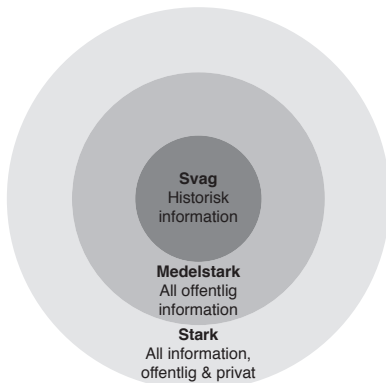 Svag
Historisk
information
Medelstark
All offentlig
information
Stark
All information,
offentlig & privat